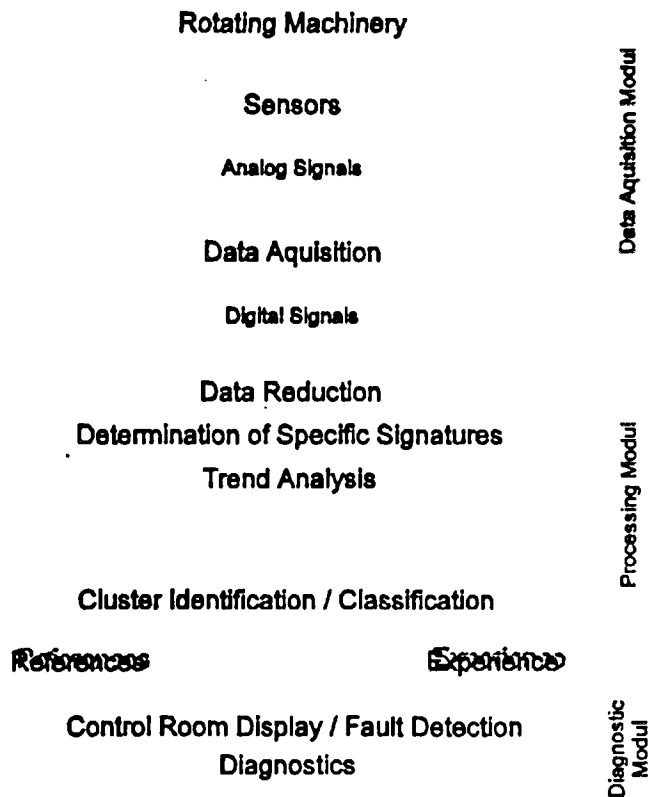 Rotating Machinery
Sensors
Analog Signals
Data Aquisition
Digital Signals
Data Aquisition Modul
Data Reduction
Determination of Specific Signatures
Trend Analysis
Cluster Identification / Classification
Processing Modul
References
Experience
Control Room Display / Fault Detection
Diagnostics
Diagnostic
Modul